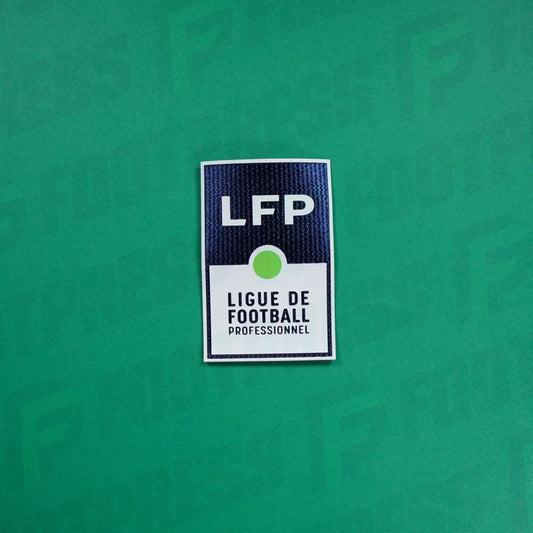 LFP
LIGUE DE
FOOTBALL
PROFESSIONNEL